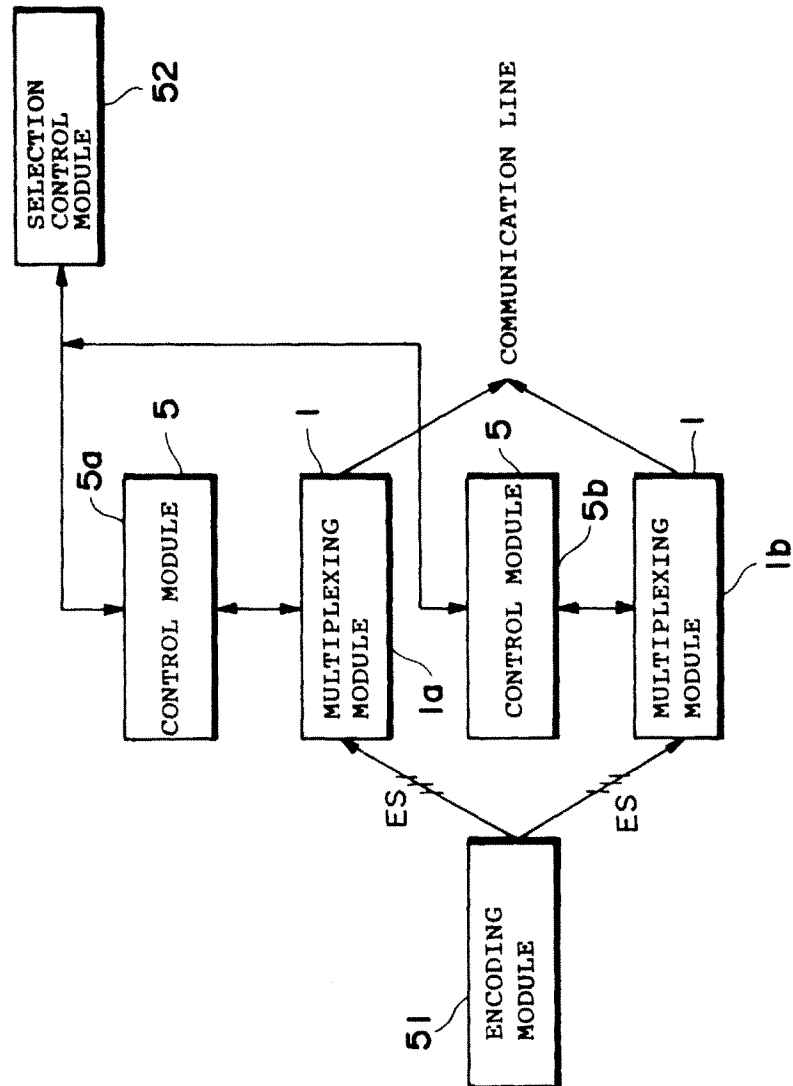 SELECTION
CONTROL
MODULE
52
5a
5
CONTROL MODULE
1
MULTIPLEXING
MODULE
1a
COMMUNICATION LINE
5
CONTROL MODULE
5b
1
MULTIPLEXING
MODULE
1b
ES
ES
ENCODING
MODULE
51